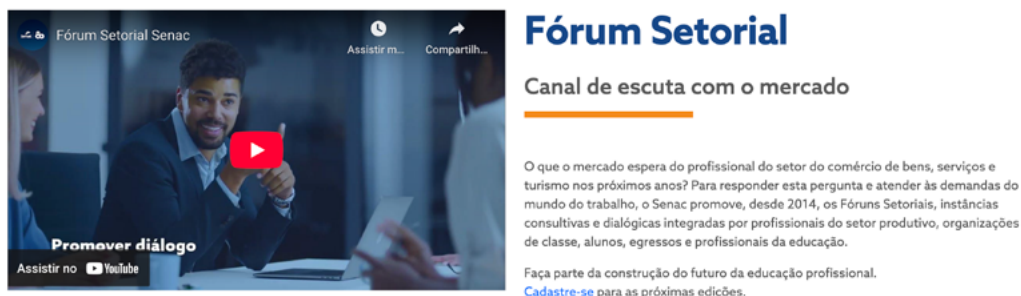 Fórum Setorial Senac
Assistir m...
Compartilh...
Promover diálogo
Assistir no YouTube
Fórum Setorial
Canal de escuta com o mercado
O que o mercado espera do profissional do setor do comércio de bens, serviços e
turismo nos próximos anos? Para responder esta pergunta e atender às demandas do
mundo do trabalho, o Senac promove, desde 2014, os Fóruns Setoriais, instâncias
consultivas e dialógicas integradas por profissionais do setor produtivo, organizações
de classe, alunos, egressos e profissionais da educação.
Faça parte da construção do futuro da educação profissional.
Cadastre-se para as próximas edições.